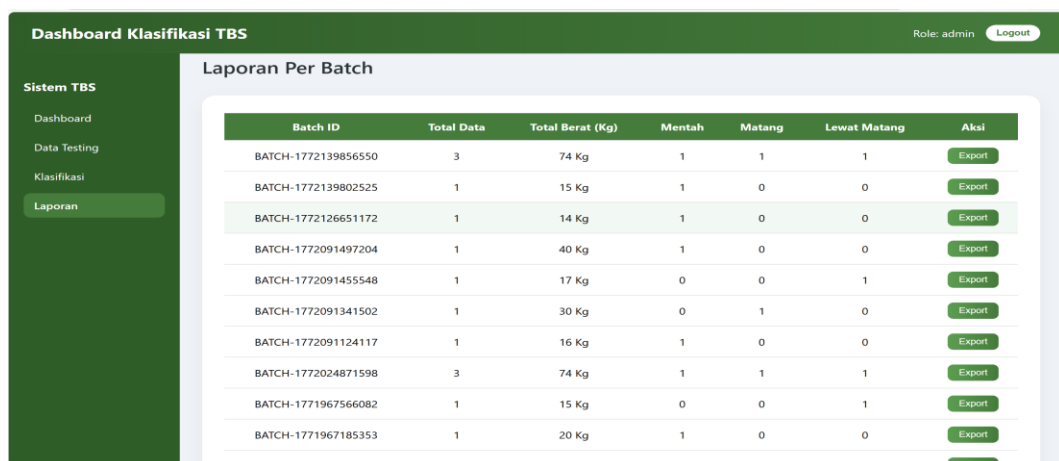 Dashboard Klasifikasi TBS
Role: admin Logout
Sistem TBS
Dashboard
Data Testing
Klasifikasi
Laporan
Laporan Per Batch
Batch ID Total Data Total Berat (Kg) Mentah Matang Lewat Matang Aksi
BATCH-1772139856550 3 74 Kg 1 1 1 Export
BATCH-1772139802525 1 15 Kg 1 0 0 Export
BATCH-1772126651172 1 14 Kg 1 0 0 Export
BATCH-1772091497204 1 40 Kg 1 0 0 Export
BATCH-1772091455548 1 17 Kg 0 0 1 Export
BATCH-1772091341502 1 30 Kg 0 1 0 Export
BATCH-1772091124117 1 16 Kg 1 0 0 Export
BATCH-1772024871598 3 74 Kg 1 1 1 Export
BATCH-1771967566082 1 15 Kg 0 0 1 Export
BATCH-1771967185353 1 20 Kg 1 0 0 Export